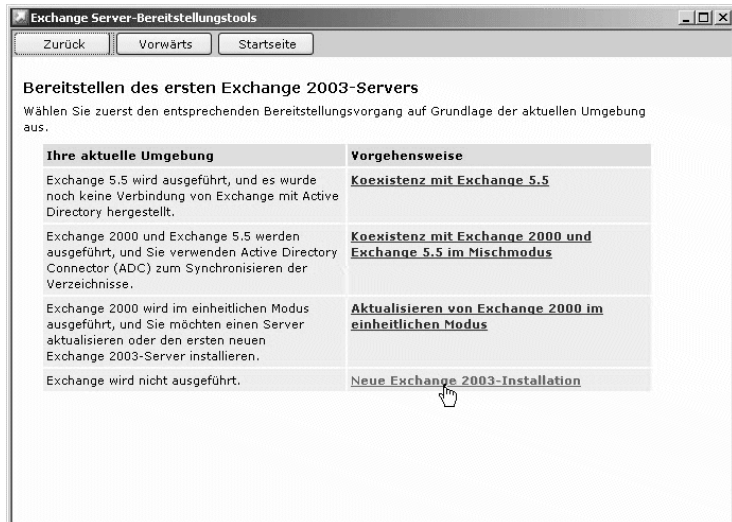 Exchange Server-Bereitstellungstools
Zurück Vorwärts Startseite
Bereitstellen des ersten Exchange 2003-Servers
Wählen Sie zuerst den entsprechenden Bereitstellungsvorgang auf Grundlage der aktuellen Umgebung
aus.
Ihre aktuelle Umgebung
Vorgehensweise
Exchange 5.5 wird ausgeführt, und es wurde
noch keine Verbindung von Exchange mit Active
Directory hergestellt.
Koexistenz mit Exchange 5.5
Exchange 2000 und Exchange 5.5 werden
ausgeführt, und Sie verwenden Active Directory
Connector (ADC) zum Synchronisieren der
Verzeichnisse.
Koexistenz mit Exchange 2000 und
Exchange 5.5 im Mischmodus
Exchange 2000 wird im einheitlichen Modus
ausgeführt, und Sie möchten einen Server
aktualisieren oder den ersten neuen
Exchange 2003-Server installieren.
Aktualisieren von Exchange 2000 im
einheitlichen Modus
Exchange wird nicht ausgeführt.
Neue Exchange 2003-Installation